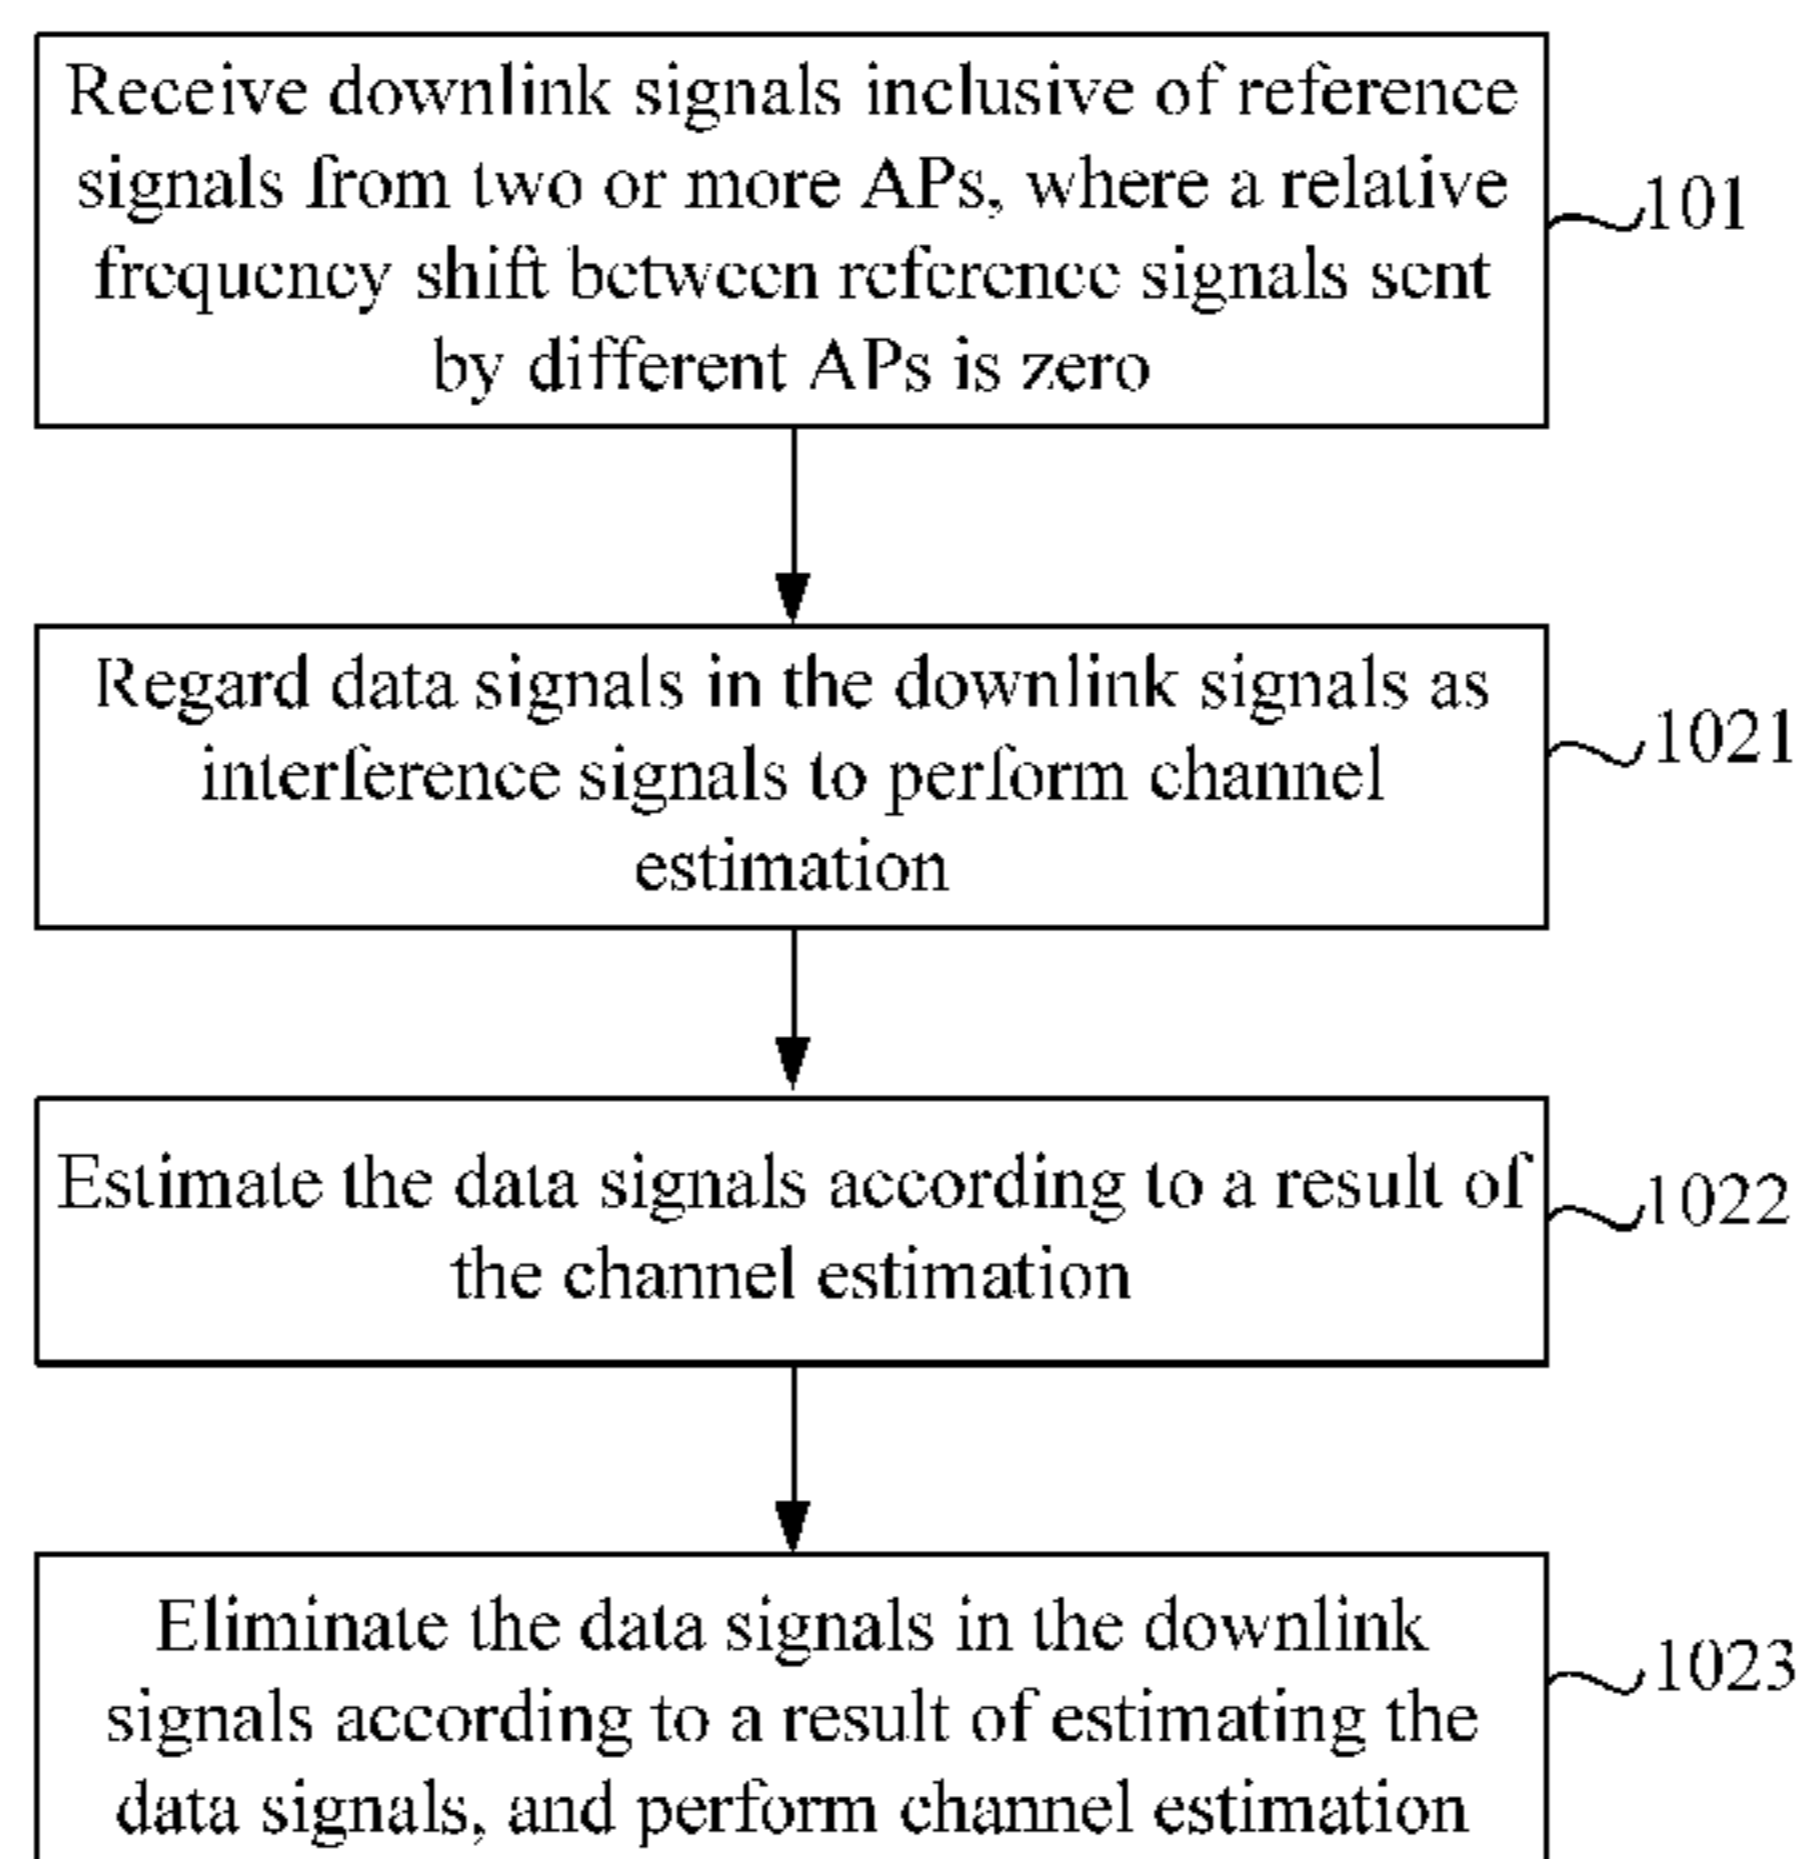 Receive downlink signals inclusive of reference
signals from two or more APs, where a relative
frequency shift between reference signals sent
by different APs is zero
101
Regard data signals in the downlink signals as
interference signals to perform channel
estimation
1021
Estimate the data signals according to a result of
the channel estimation
1022
Eliminate the data signals in the downlink
signals according to a result of estimating the
data signals, and perform channel estimation
1023